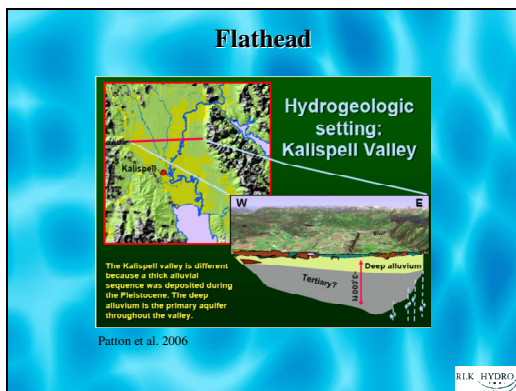 Flathead
Hydrogeologic
setting:
Kalispell Valley
Kalispell
W
E
Deep alluvium
Tertiary?
~3,000 ft
The Kalispell valley is different
because a thick alluvial
sequence was deposited during
the Pleistocene. The deep
alluvium is the primary aquifer
throughout the valley.
Patton et al. 2006
RLK HYDRO